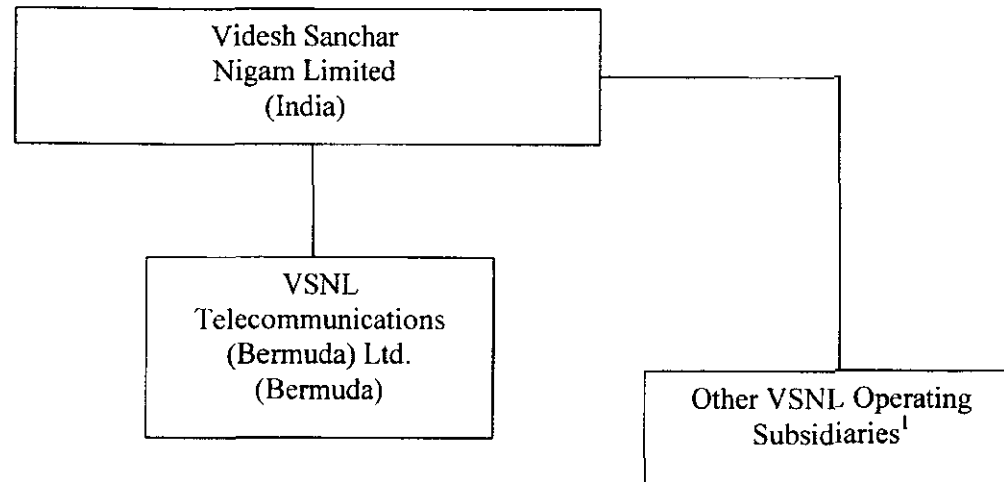 Videsh Sanchar
Nigam Limited
(India)
VSNL
Telecommunications
(Bermuda) Ltd.
(Bermuda)
Other VSNL Operating
Subsidiaries¹